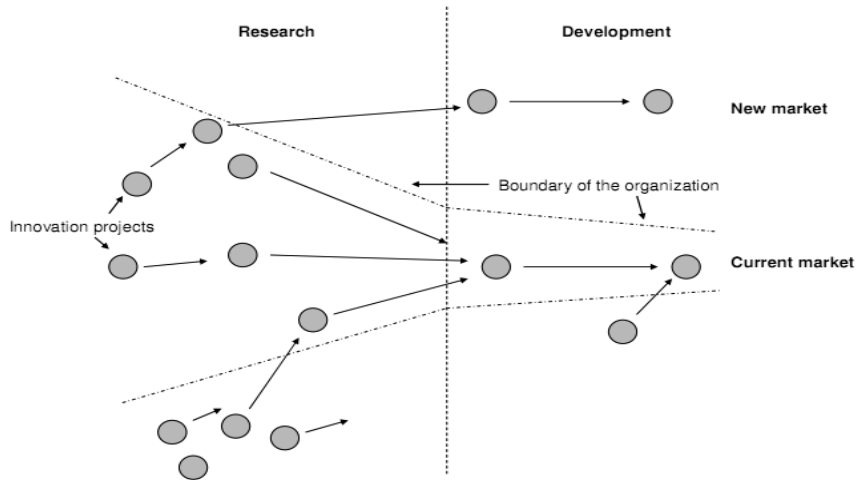 Research
Development
New market
Boundary of the organization
Innovation projects
Current market